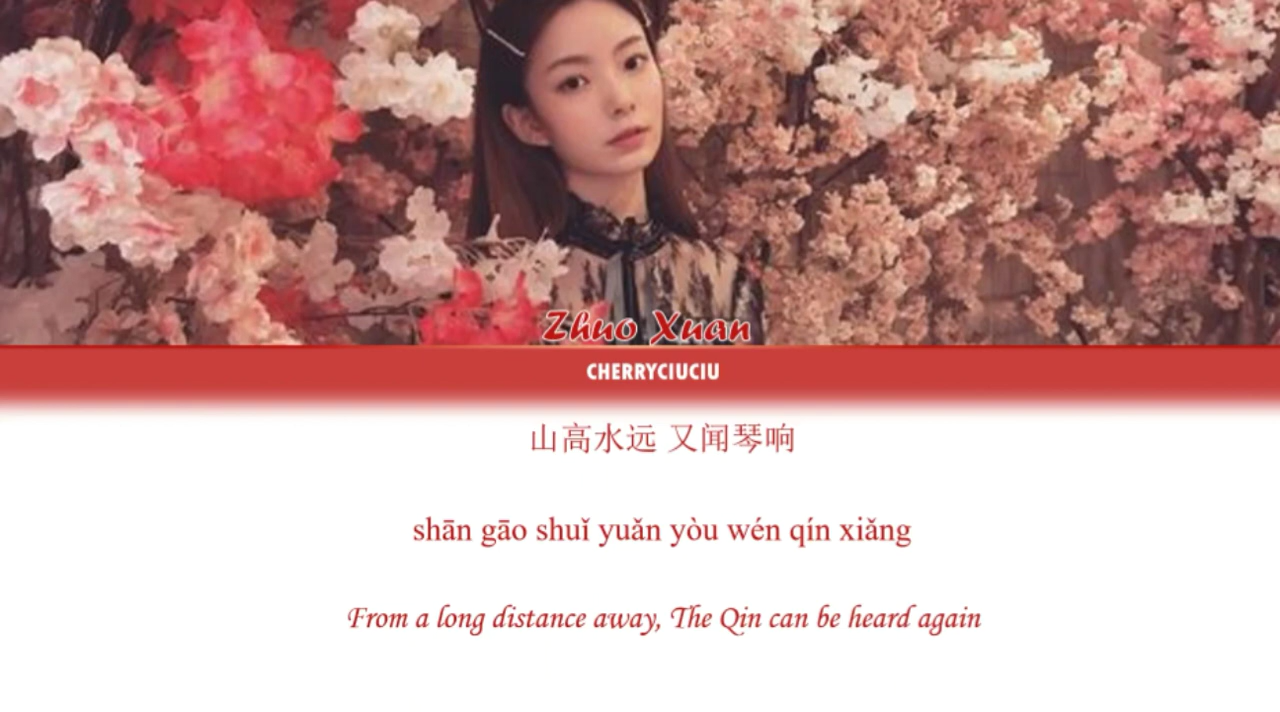 Zhuo Xuan
CHERRYCIUCIU
山高水远 又闻琴响
shān gāo shuǐ yuǎn yòu wén qín xiǎng
From a long distance away, The Qin can be heard again